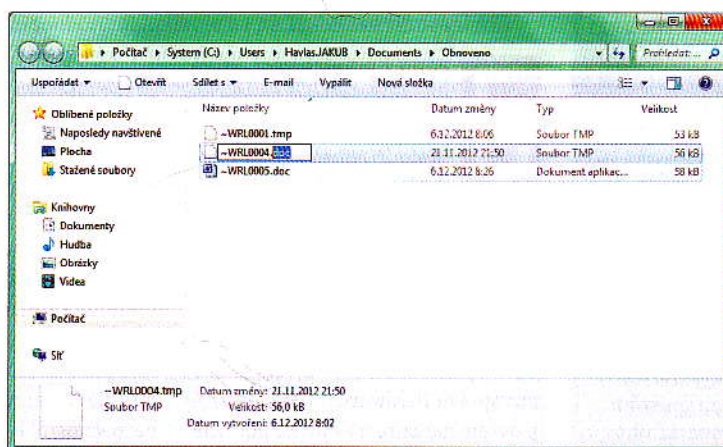 Počítač ▸ System (C:) ▸ Users ▸ Havlas.JAKUB ▸ Documents ▸ Obnoveno
Prohledat: ...
Uspořádat Otevřít Sdílet s E-mail Vypálit Nová složka
Název položky Datum změny Typ Velikost
Oblíbené položky
Naposledy navštívené
Plocha
Stažené soubory
Knihovny
Dokumenty
Hudba
Obrázky
Videa
Počítač
Síť
~WRL0001.tmp 6.12.2012 8:06 Soubor TMP 53 kB
~WRL0004.doc 21.11.2012 21:50 Soubor TMP 56 kB
~WRL0005.doc 6.12.2012 8:26 Dokument aplikac... 58 kB
~WRL0004.tmp Datum změny: 21.11.2012 21:50
Soubor TMP Velikost: 56,0 kB
Datum vytvoření: 6.12.2012 8:02